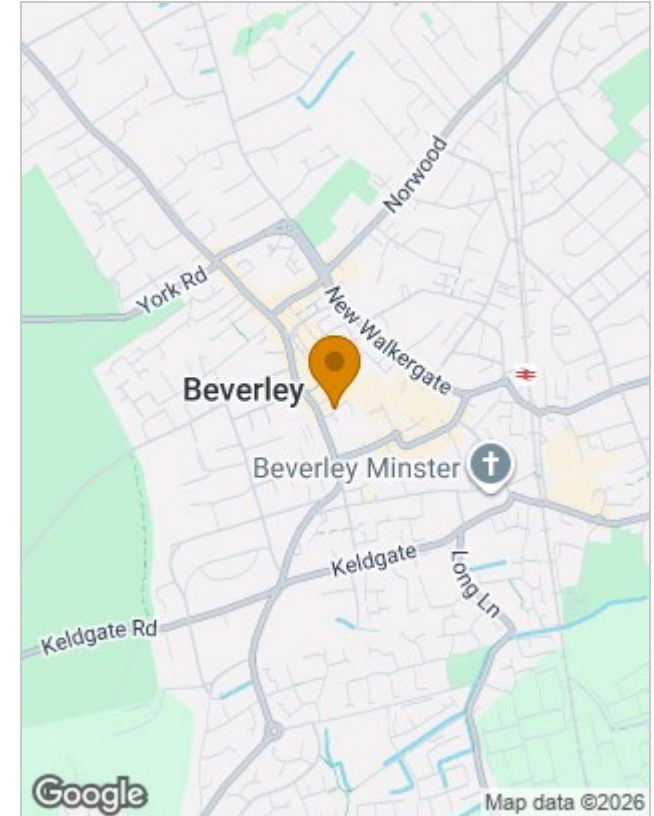 Norwood
York Rd
New Walkergate
Beverley
Beverley Minster
Keldgate
Long Ln
Keldgate Rd
Google
Map data ©2026